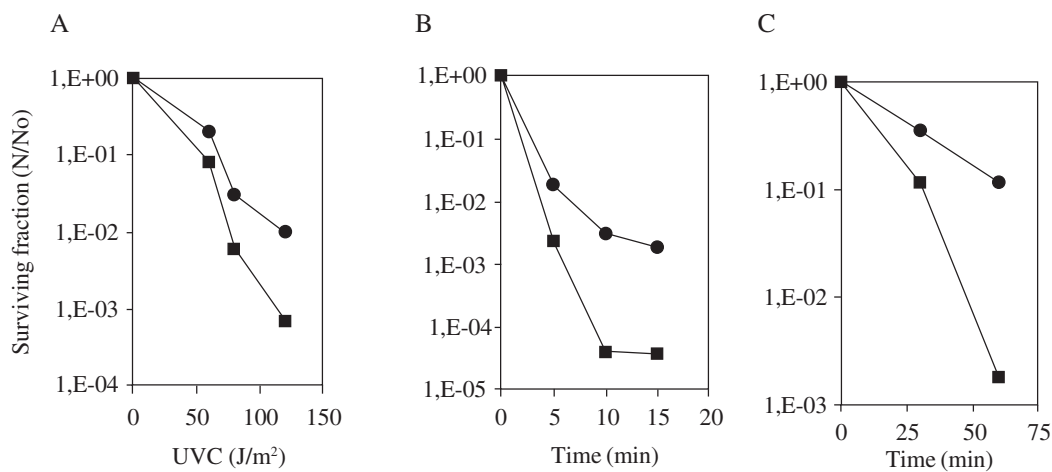 A
B
C
Surviving fraction (N/No)
1,E+00
1,E-01
1,E-02
1,E-03
1,E-04
0
50
100
150
UVC (J/m²)
1,E+00
1,E-01
1,E-02
1,E-03
1,E-04
1,E-05
0
5
10
15
20
Time (min)
1,E+00
1,E-01
1,E-02
1,E-03
0
25
50
75
Time (min)